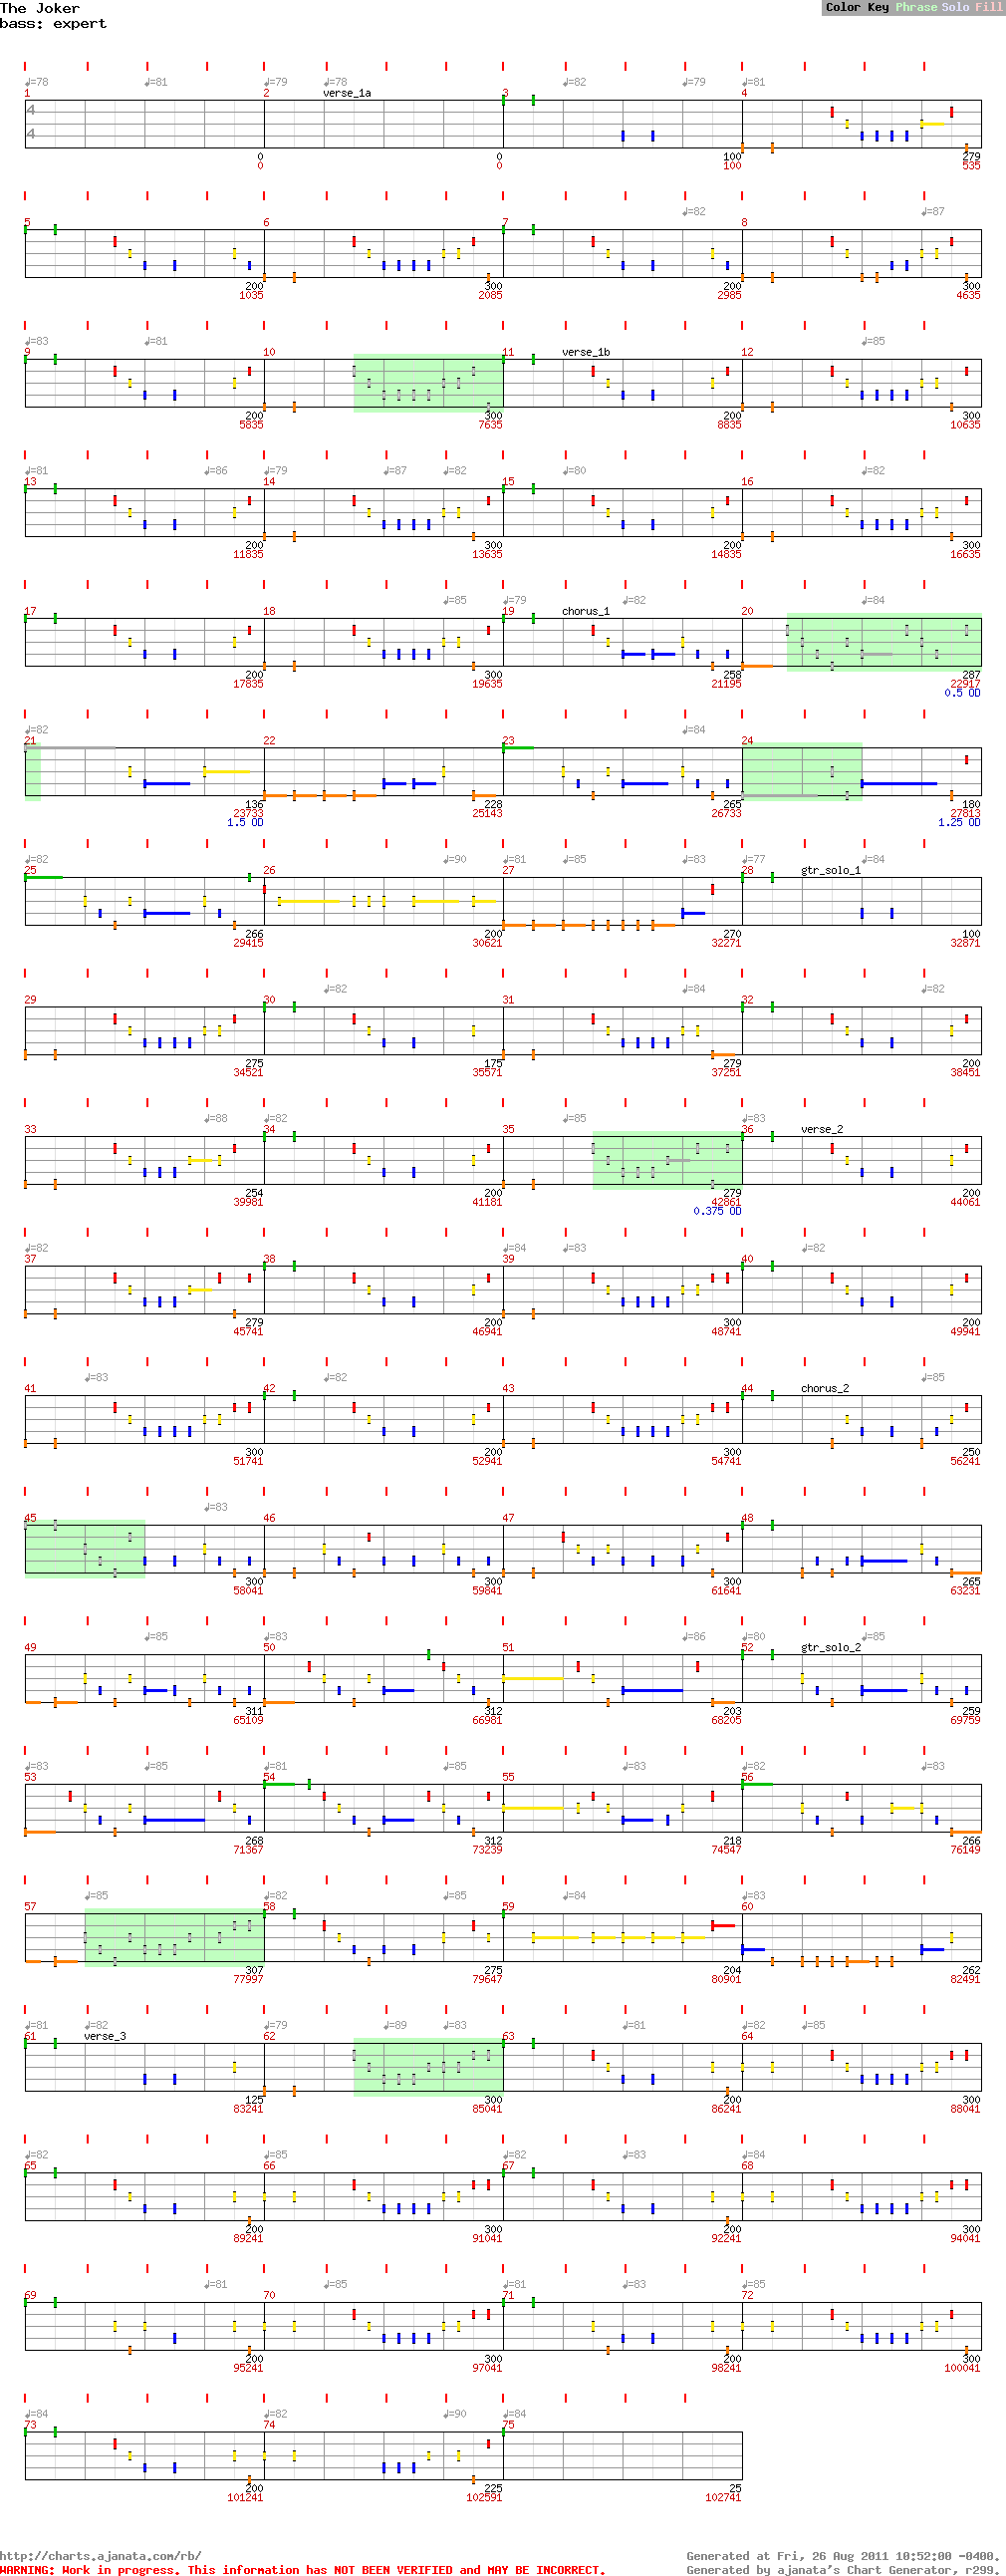 The Joker
bass: expert
Color Key Phrase Solo Fill
♩=78 ♩=81 ♩=79 ♩=78 ♩=82 ♩=79 ♩=81
1 2 verse_1a 3 4
4
4
0 0 100 279
0 0 100 535
♩=82 ♩=87
5 6 7 8
200 300 200 300
1035 2085 2985 4635
♩=83 ♩=81 ♩=85
9 10 11 verse_1b 12
200 300 200 300
5835 7635 8835 10635
♩=81 ♩=86 ♩=79 ♩=87 ♩=82 ♩=80 ♩=82
13 14 15 16
200 300 200 300
11835 13635 14835 16635
♩=85 ♩=79 ♩=82 ♩=84
17 18 19 chorus_1 20
200 300 258 287
17835 19635 21195 22917
0.5 OD
♩=82 ♩=84
21 22 23 24
136 228 265 180
23733 25143 26733 27813
1.5 OD 1.25 OD
♩=82 ♩=90 ♩=81 ♩=85 ♩=83 ♩=77 ♩=84
25 26 27 28 gtr_solo_1
266 200 270 100
29415 30621 32271 32871
♩=82 ♩=84 ♩=82
29 30 31 32
275 175 279 200
34521 35571 37251 38451
♩=88 ♩=82 ♩=85 ♩=83
33 34 35 36 verse_2
254 200 279 200
39981 41181 42861 44061
0.375 OD
♩=82 ♩=84 ♩=83 ♩=82
37 38 39 40
279 200 300 200
45741 46941 48741 49941
♩=83 ♩=82 ♩=85
41 42 43 44 chorus_2
300 200 300 250
51741 52941 54741 56241
♩=83
45 46 47 48
300 300 300 265
58041 59841 61641 63231
♩=85 ♩=83 ♩=86 ♩=80 ♩=85
49 50 51 52 gtr_solo_2
311 312 203 259
65109 66981 68205 69759
♩=83 ♩=85 ♩=81 ♩=85 ♩=83 ♩=82 ♩=83
53 54 55 56
268 312 218 266
71367 73239 74547 76149
♩=85 ♩=82 ♩=85 ♩=84 ♩=83
57 58 59 60
307 275 204 262
77997 79647 80901 82491
♩=81 ♩=82 ♩=79 ♩=89 ♩=83 ♩=81 ♩=82 ♩=85
61 verse_3 62 63 64
125 300 200 300
83241 85041 86241 88041
♩=82 ♩=85 ♩=82 ♩=83 ♩=84
65 66 67 68
200 300 200 300
89241 91041 92241 94041
♩=81 ♩=85 ♩=81 ♩=83 ♩=85
69 70 71 72
200 300 200 300
95241 97041 98241 100041
♩=84 ♩=82 ♩=90 ♩=84
73 74 75
200 225 25
101241 102591 102741
http://charts.ajanata.com/rb/
Generated at Fri, 26 Aug 2011 10:52:00 -0400.
WARNING: Work in progress. This information has NOT BEEN VERIFIED and MAY BE INCORRECT.
Generated by ajanata's Chart Generator, r299.